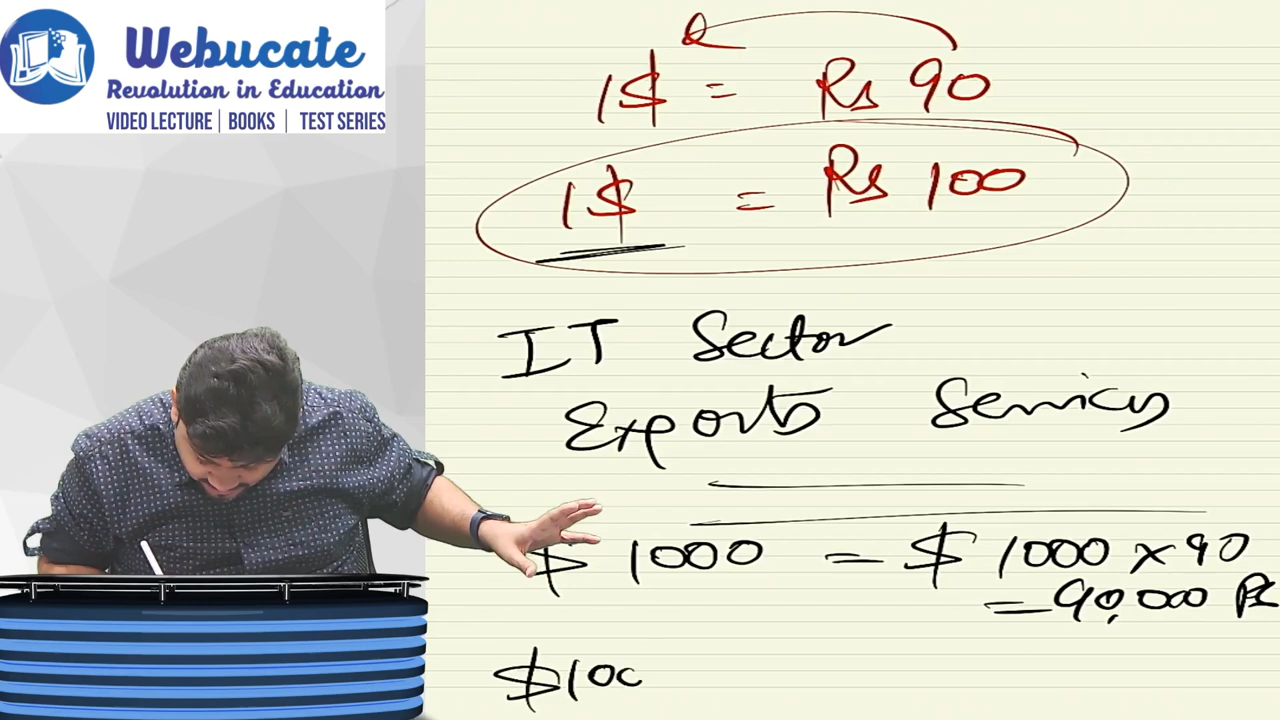 Webucate
Revolution in Education
VIDEO LECTURE | BOOKS | TEST SERIES
1$ = Rs 90
1$ = Rs 100
IT Sector
Exports Services
$ 1000 = $ 1000 x 90
= 90,000 Rs
$ 100